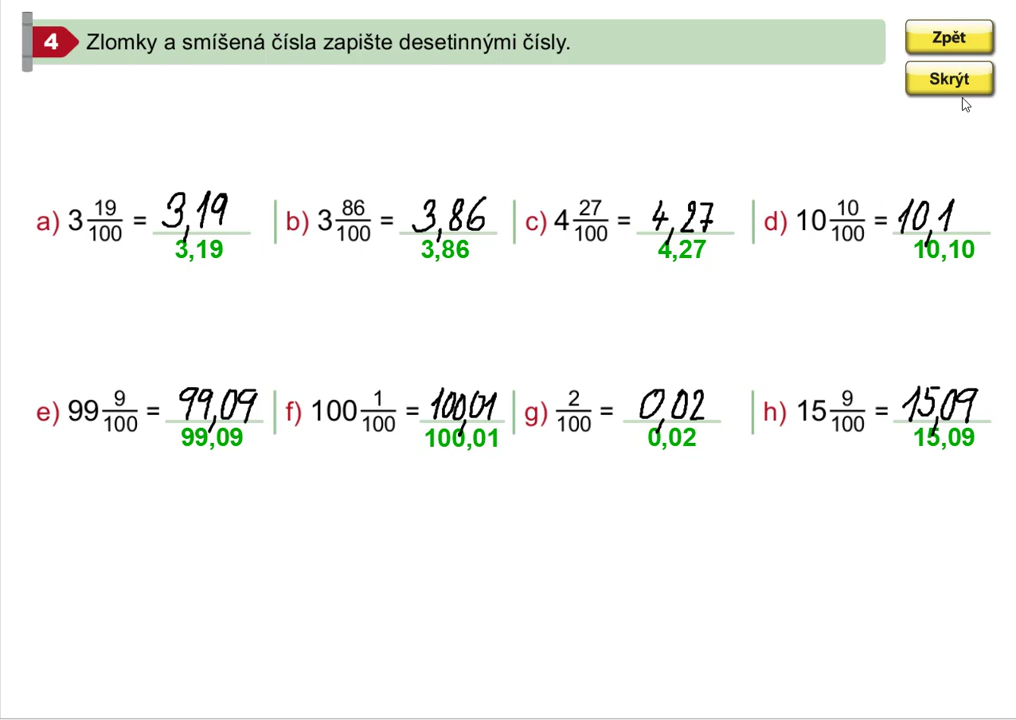 4 Zlomky a smíšená čísla zapište desetinnými čísly.
Zpět
Skrýt
a) 3 19/100 = 3,19 b) 3 86/100 = 3,86 c) 4 27/100 = 4,27 d) 10 10/100 = 10,1
3,19 3,86 4,27 10,10
e) 99 9/100 = 99,09 f) 100 1/100 = 100,01 g) 2/100 = 0,02 h) 15 9/100 = 15,09
99,09 100,01 0,02 15,09